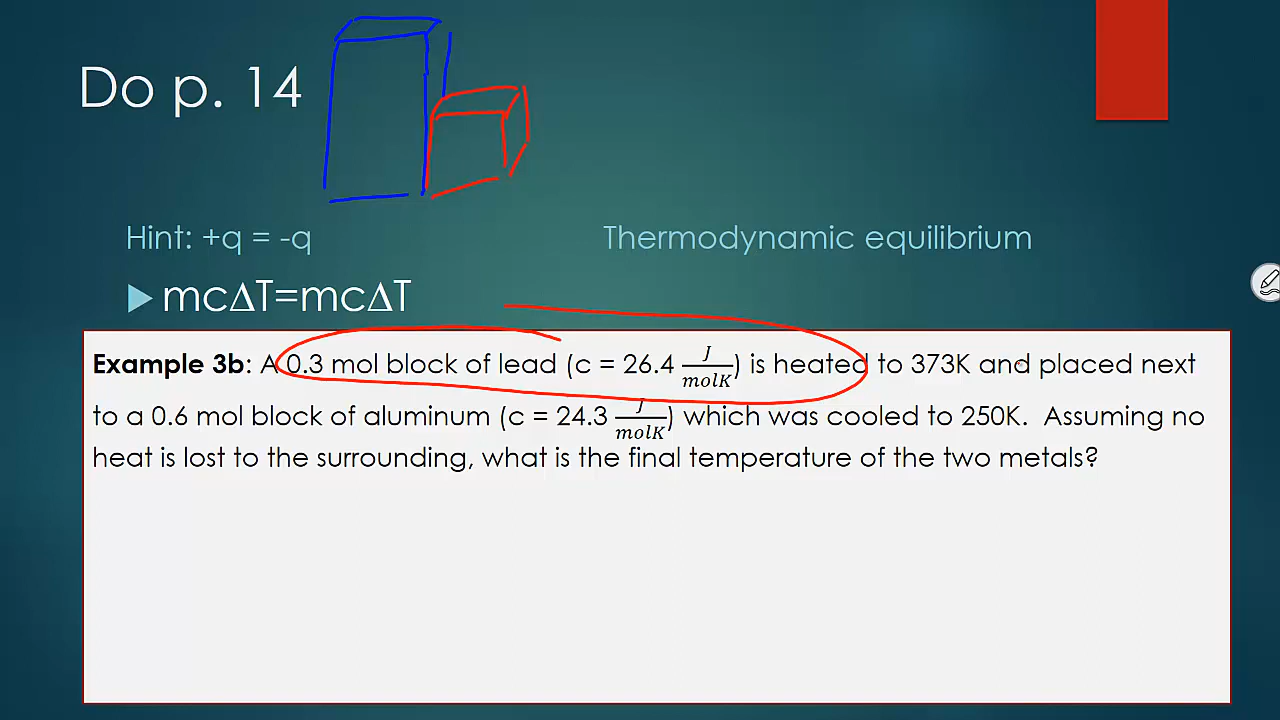 Do p. 14
Hint: +q = -q
Thermodynamic equilibrium
mc∆T=mc∆T
Example 3b: A 0.3 mol block of lead (c = 26.4 J/molK) is heated to 373K and placed next
to a 0.6 mol block of aluminum (c = 24.3 J/molK) which was cooled to 250K. Assuming no
heat is lost to the surrounding, what is the final temperature of the two metals?